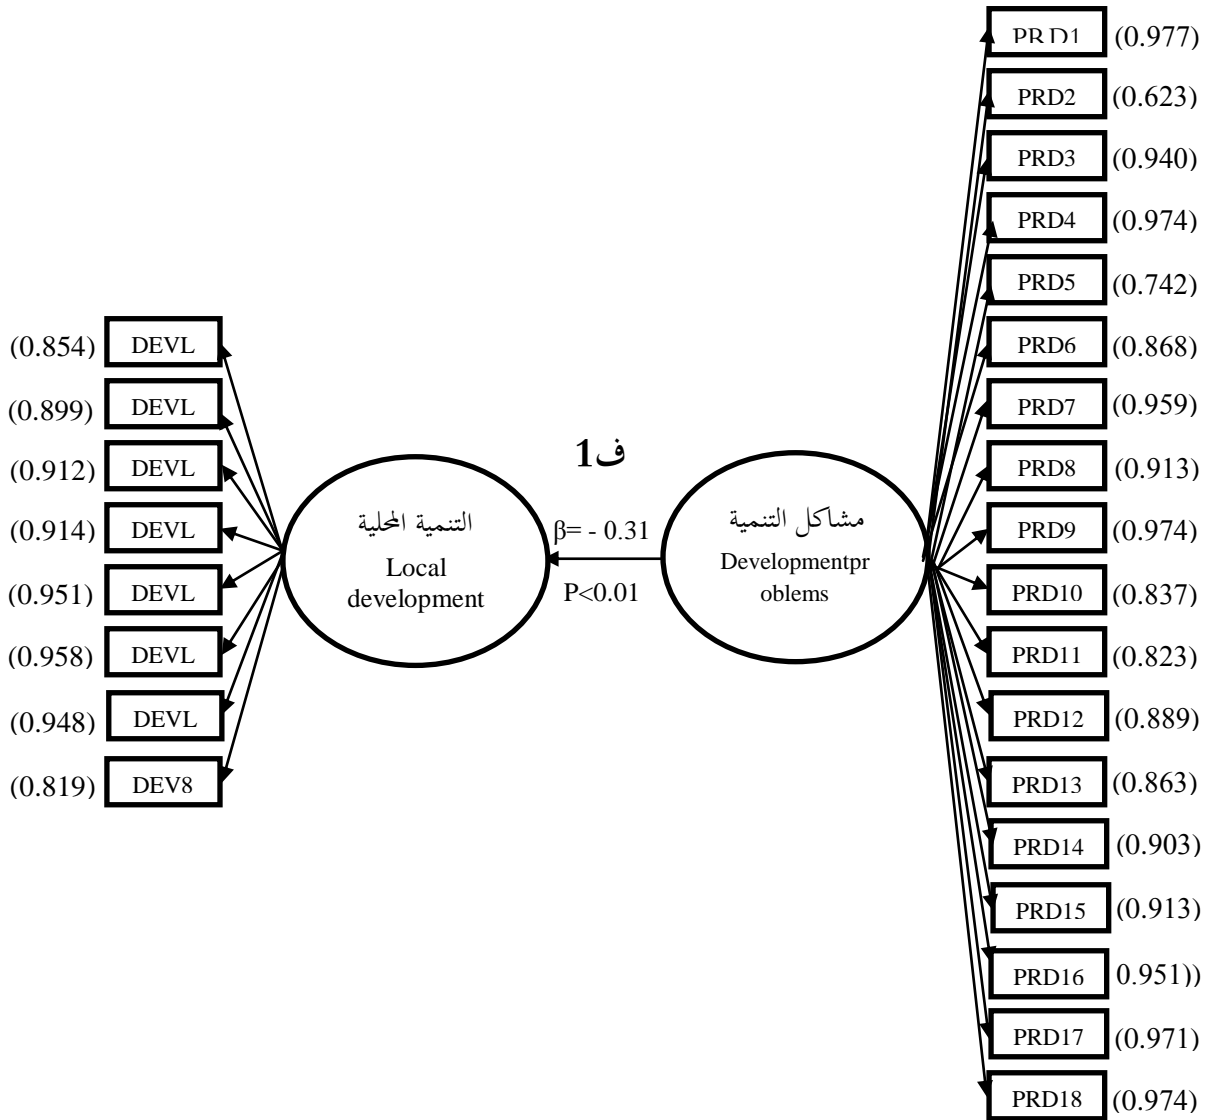 PRD1 (0.977)
PRD2 (0.623)
PRD3 (0.940)
PRD4 (0.974)
PRD5 (0.742)
PRD6 (0.868)
PRD7 (0.959)
PRD8 (0.913)
PRD9 (0.974)
PRD10 (0.837)
PRD11 (0.823)
PRD12 (0.889)
PRD13 (0.863)
PRD14 (0.903)
PRD15 (0.913)
PRD16 0.951))
PRD17 (0.971)
PRD18 (0.974)
مشاكل التنمية
Developmentpr
oblems
ف1
β= - 0.31
P<0.01
التنمية المحلية
Local
development
(0.854) DEVL
(0.899) DEVL
(0.912) DEVL
(0.914) DEVL
(0.951) DEVL
(0.958) DEVL
(0.948) DEVL
(0.819) DEV8